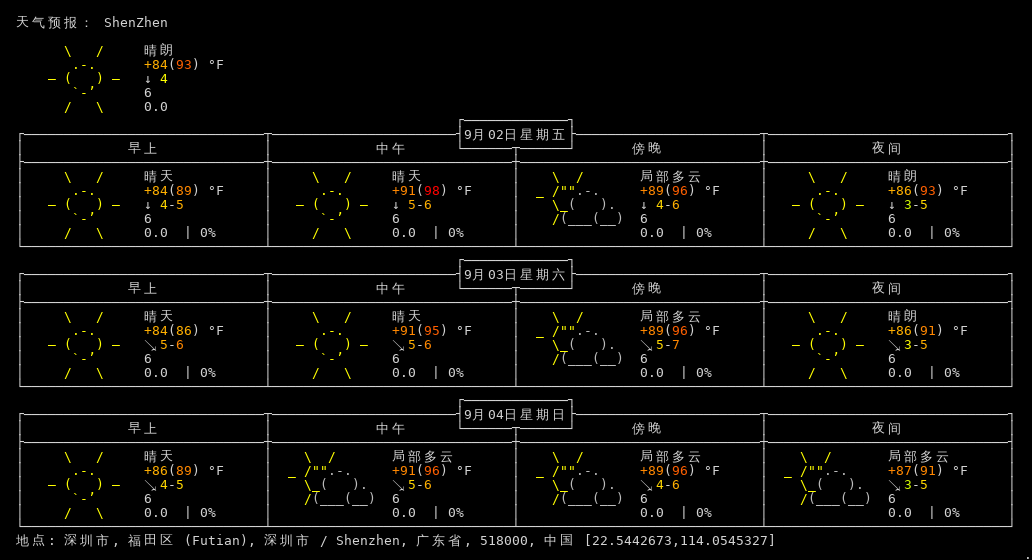 天气预报： ShenZhen
晴朗
+84(93) °F
↓ 4
6
0.0
9月02日星期五
早上 中午 傍晚 夜间
晴天 晴天 局部多云 晴朗
+84(89) °F +91(98) °F +89(96) °F +86(93) °F
↓ 4-5 ↓ 5-6 ↓ 4-6 ↓ 3-5
6 6 6 6
0.0 | 0% 0.0 | 0% 0.0 | 0% 0.0 | 0%
9月03日星期六
早上 中午 傍晚 夜间
晴天 晴天 局部多云 晴朗
+84(86) °F +91(95) °F +89(96) °F +86(91) °F
↘ 5-6 ↘ 5-6 ↘ 5-7 ↘ 3-5
6 6 6 6
0.0 | 0% 0.0 | 0% 0.0 | 0% 0.0 | 0%
9月04日星期日
早上 中午 傍晚 夜间
晴天 局部多云 局部多云 局部多云
+86(89) °F +91(96) °F +89(96) °F +87(91) °F
↘ 4-5 ↘ 5-6 ↘ 4-6 ↘ 3-5
6 6 6 6
0.0 | 0% 0.0 | 0% 0.0 | 0% 0.0 | 0%
地点: 深圳市, 福田区 (Futian), 深圳市 / Shenzhen, 广东省, 518000, 中国 [22.5442673,114.0545327]